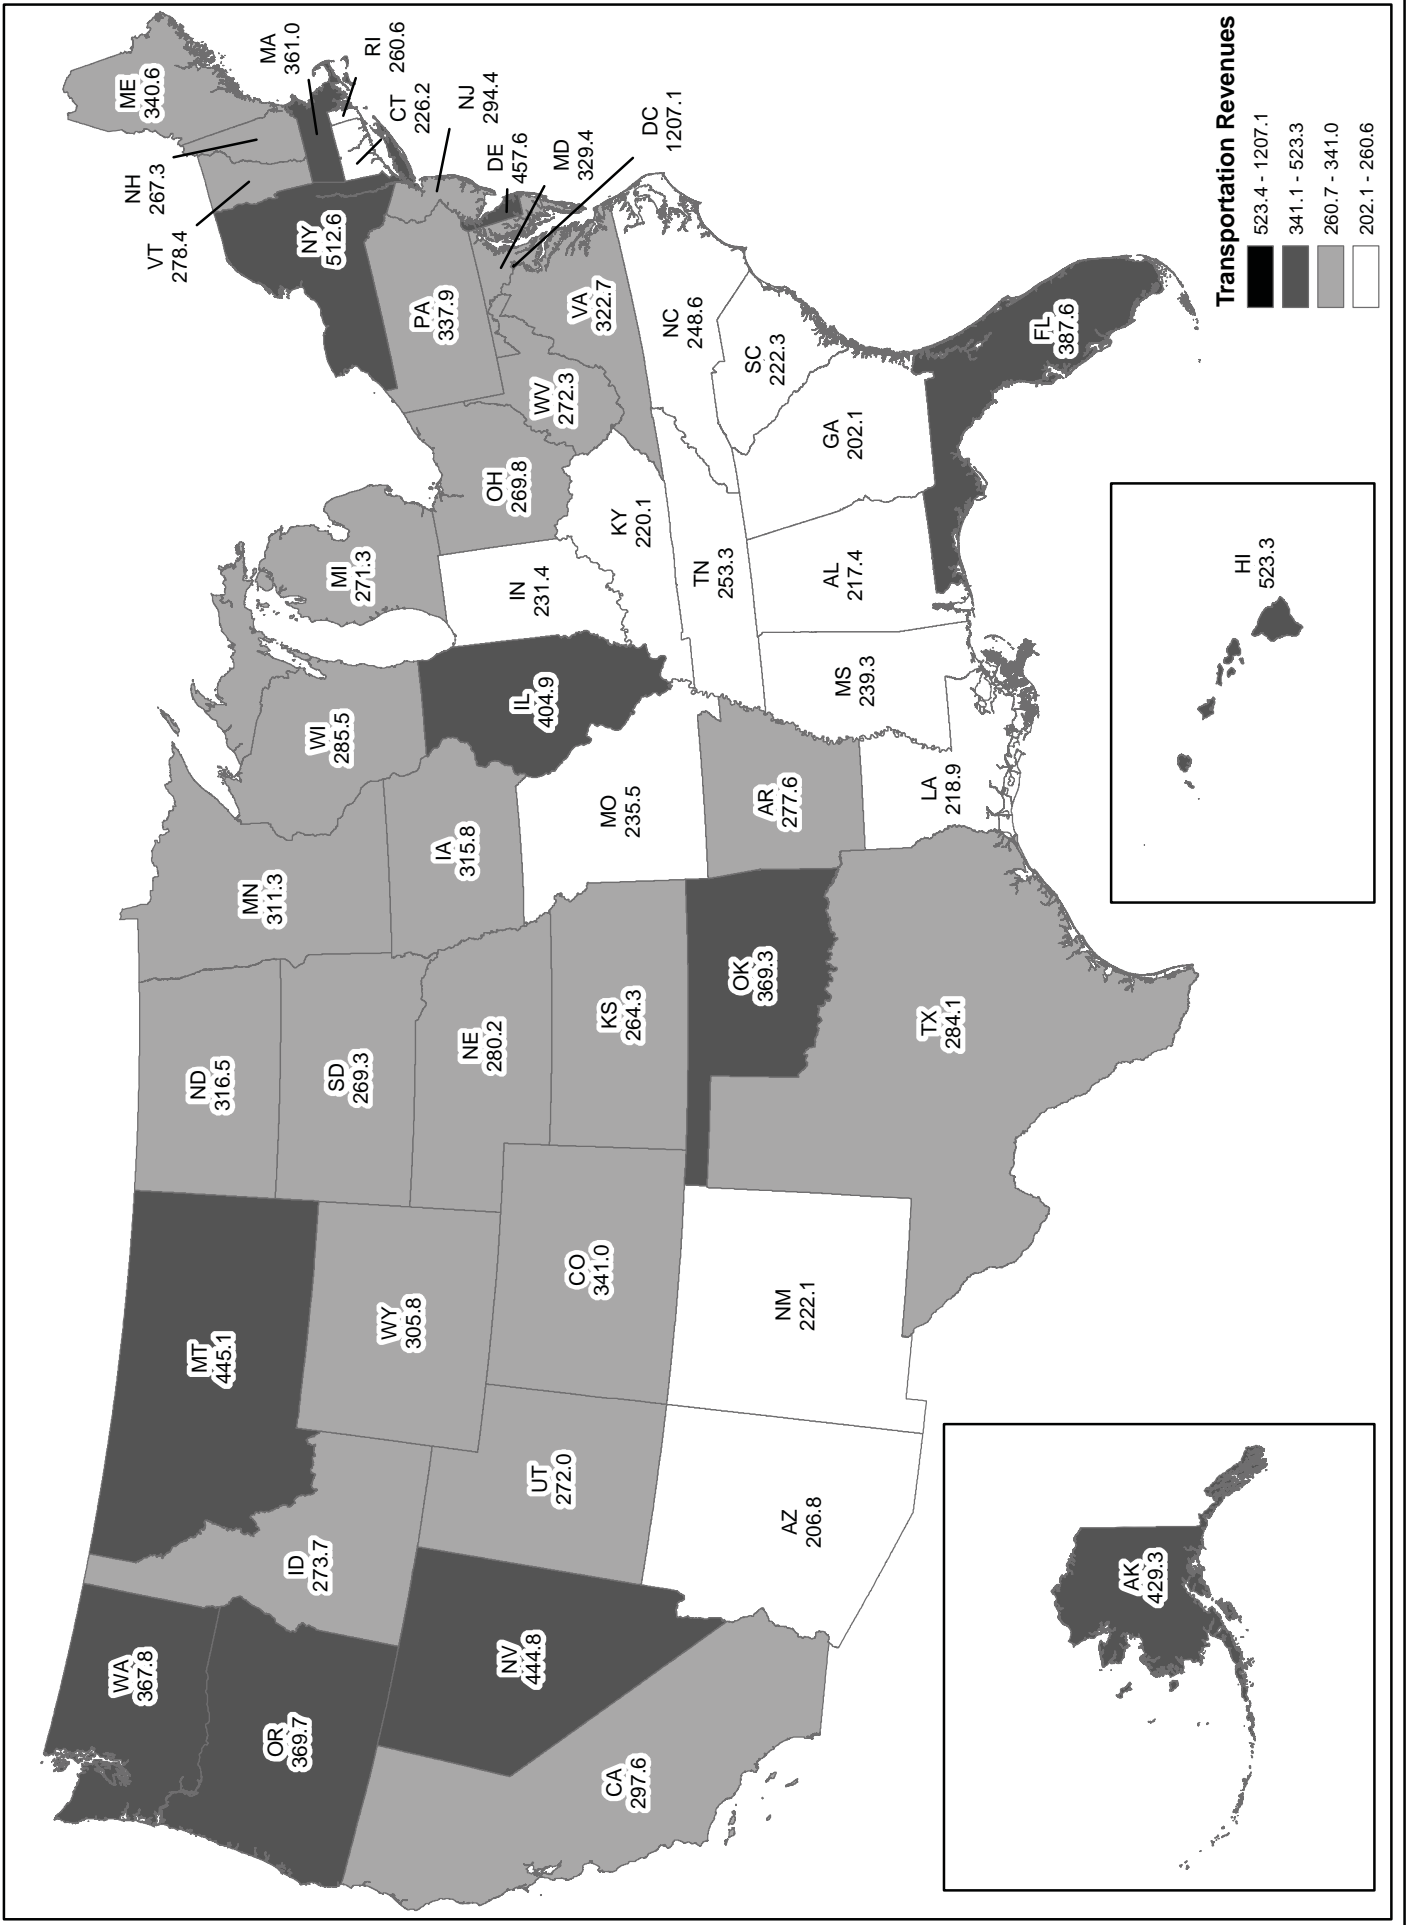 WA
367.8
OR
369.7
CA
297.6
NV
444.8
ID
273.7
MT
445.1
WY
305.8
UT
272.0
CO
341.0
AZ
206.8
NM
222.1
ND
316.5
SD
269.3
NE
280.2
KS
264.3
OK
369.3
TX
284.1
MN
311.3
IA
315.8
MO
235.5
AR
277.6
LA
218.9
WI
285.5
IL
404.9
MI
271.3
IN
231.4
OH
269.8
KY
220.1
TN
253.3
MS
239.3
AL
217.4
GA
202.1
FL
387.6
SC
222.3
NC
248.6
VA
322.7
WV
272.3
PA
337.9
NY
512.6
VT
278.4
NH
267.3
ME
340.6
MA
361.0
RI
260.6
CT
226.2
NJ
294.4
DE
457.6
MD
329.4
DC
1207.1
AK
429.3
HI
523.3
Transportation Revenues
523.4 - 1207.1
341.1 - 523.3
260.7 - 341.0
202.1 - 260.6